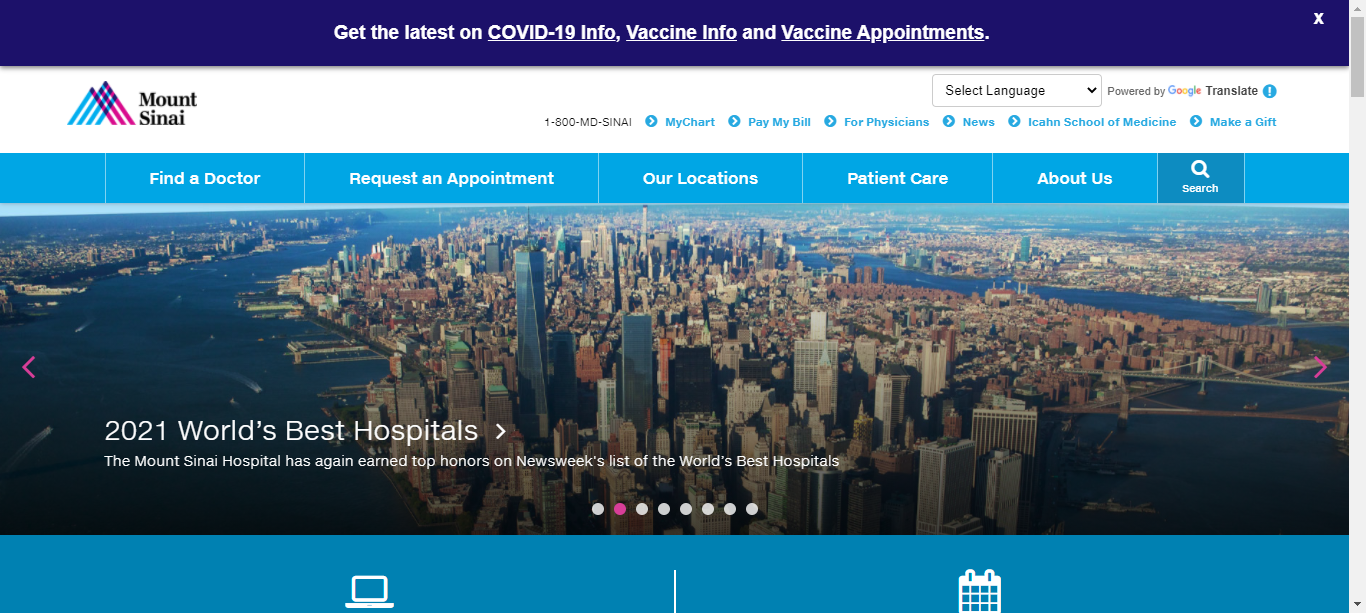 Get the latest on COVID-19 Info, Vaccine Info and Vaccine Appointments.
X
Mount
Sinai
Select Language
Powered by Google Translate
1-800-MD-SINAI MyChart Pay My Bill For Physicians News Icahn School of Medicine Make a Gift
Find a Doctor Request an Appointment Our Locations Patient Care About Us Search
2021 World’s Best Hospitals
The Mount Sinai Hospital has again earned top honors on Newsweek's list of the World’s Best Hospitals